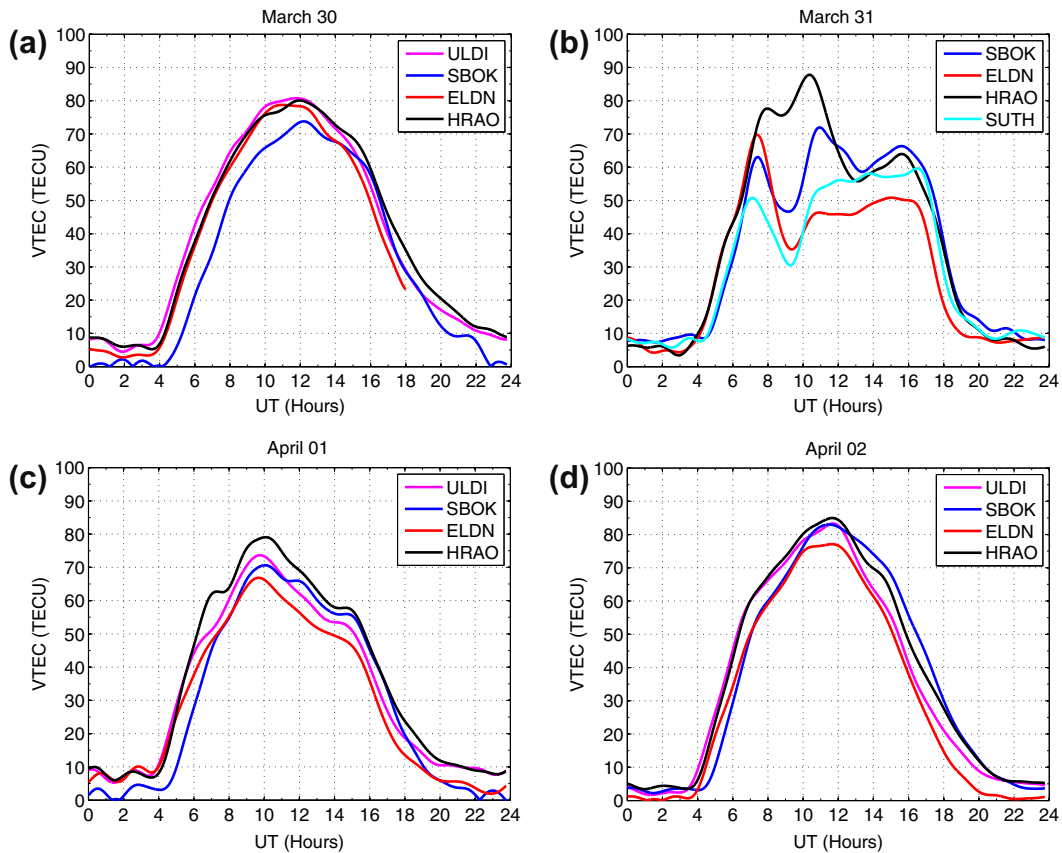 March 30
(a)
100
90
80
70
60
50
40
30
20
10
0
VTEC (TECU)
ULDI
SBOK
ELDN
HRAO
0 2 4 6 8 10 12 14 16 18 20 22 24
UT (Hours)
March 31
(b)
100
90
80
70
60
50
40
30
20
10
0
VTEC (TECU)
SBOK
ELDN
HRAO
SUTH
0 2 4 6 8 10 12 14 16 18 20 22 24
UT (Hours)
April 01
(c)
100
90
80
70
60
50
40
30
20
10
0
VTEC (TECU)
ULDI
SBOK
ELDN
HRAO
0 2 4 6 8 10 12 14 16 18 20 22 24
UT (Hours)
April 02
(d)
100
90
80
70
60
50
40
30
20
10
0
VTEC (TECU)
ULDI
SBOK
ELDN
HRAO
0 2 4 6 8 10 12 14 16 18 20 22 24
UT (Hours)